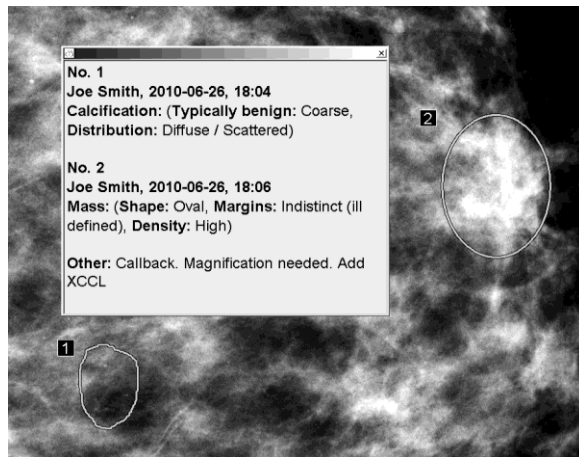 No. 1
Joe Smith, 2010-06-26, 18:04
Calcification: (Typically benign: Coarse,
Distribution: Diffuse / Scattered)
No. 2
Joe Smith, 2010-06-26, 18:06
Mass: (Shape: Oval, Margins: Indistinct (ill
defined), Density: High)
Other: Callback. Magnification needed. Add
XCCL
2
1